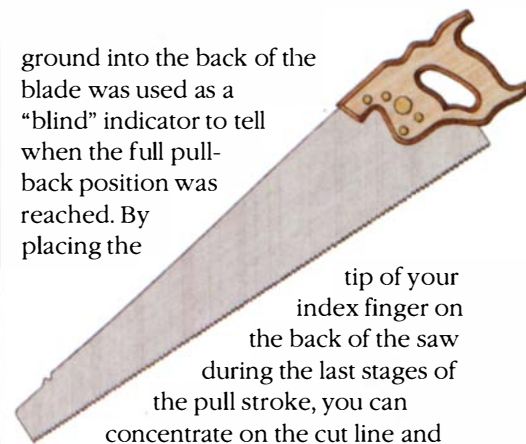 ground into the back of the
blade was used as a
“blind” indicator to tell
when the full pull-
back position was
reached. By
placing the
tip of your
index finger on
the back of the saw
during the last stages of
the pull stroke, you can
concentrate on the cut line and